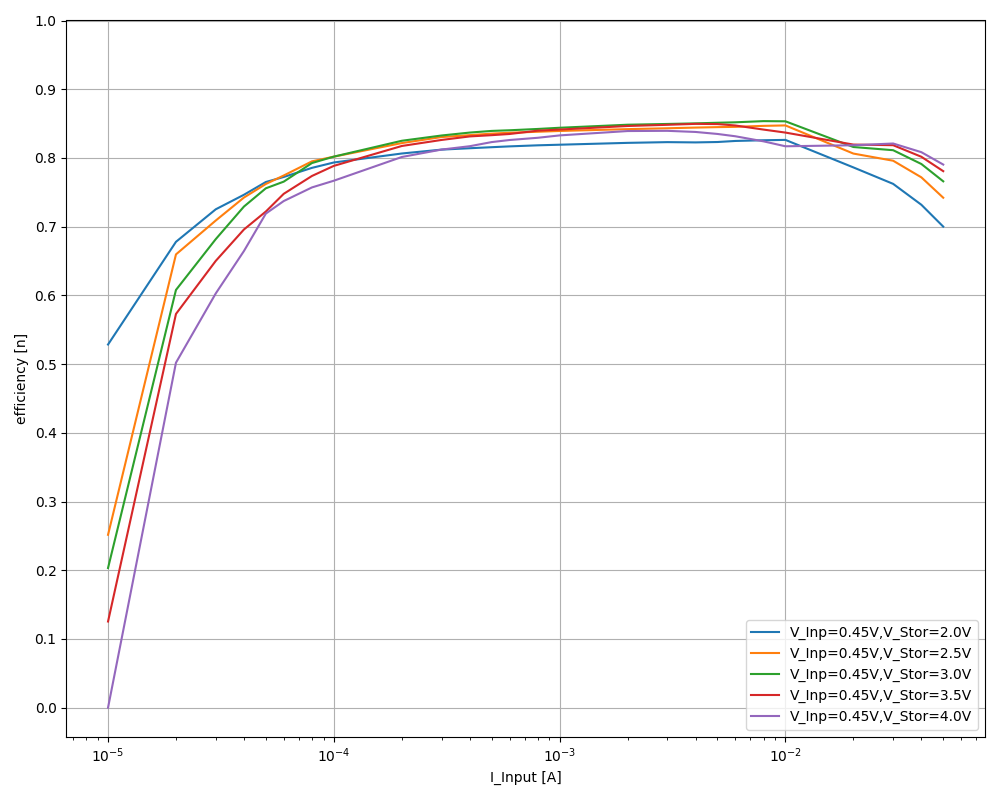 1.0
0.9
0.8
0.7
0.6
0.5
0.4
0.3
0.2
0.1
0.0
efficiency [n]
10⁻⁵ 10⁻⁴ 10⁻³ 10⁻²
I_Input [A]
V_Inp=0.45V,V_Stor=2.0V
V_Inp=0.45V,V_Stor=2.5V
V_Inp=0.45V,V_Stor=3.0V
V_Inp=0.45V,V_Stor=3.5V
V_Inp=0.45V,V_Stor=4.0V